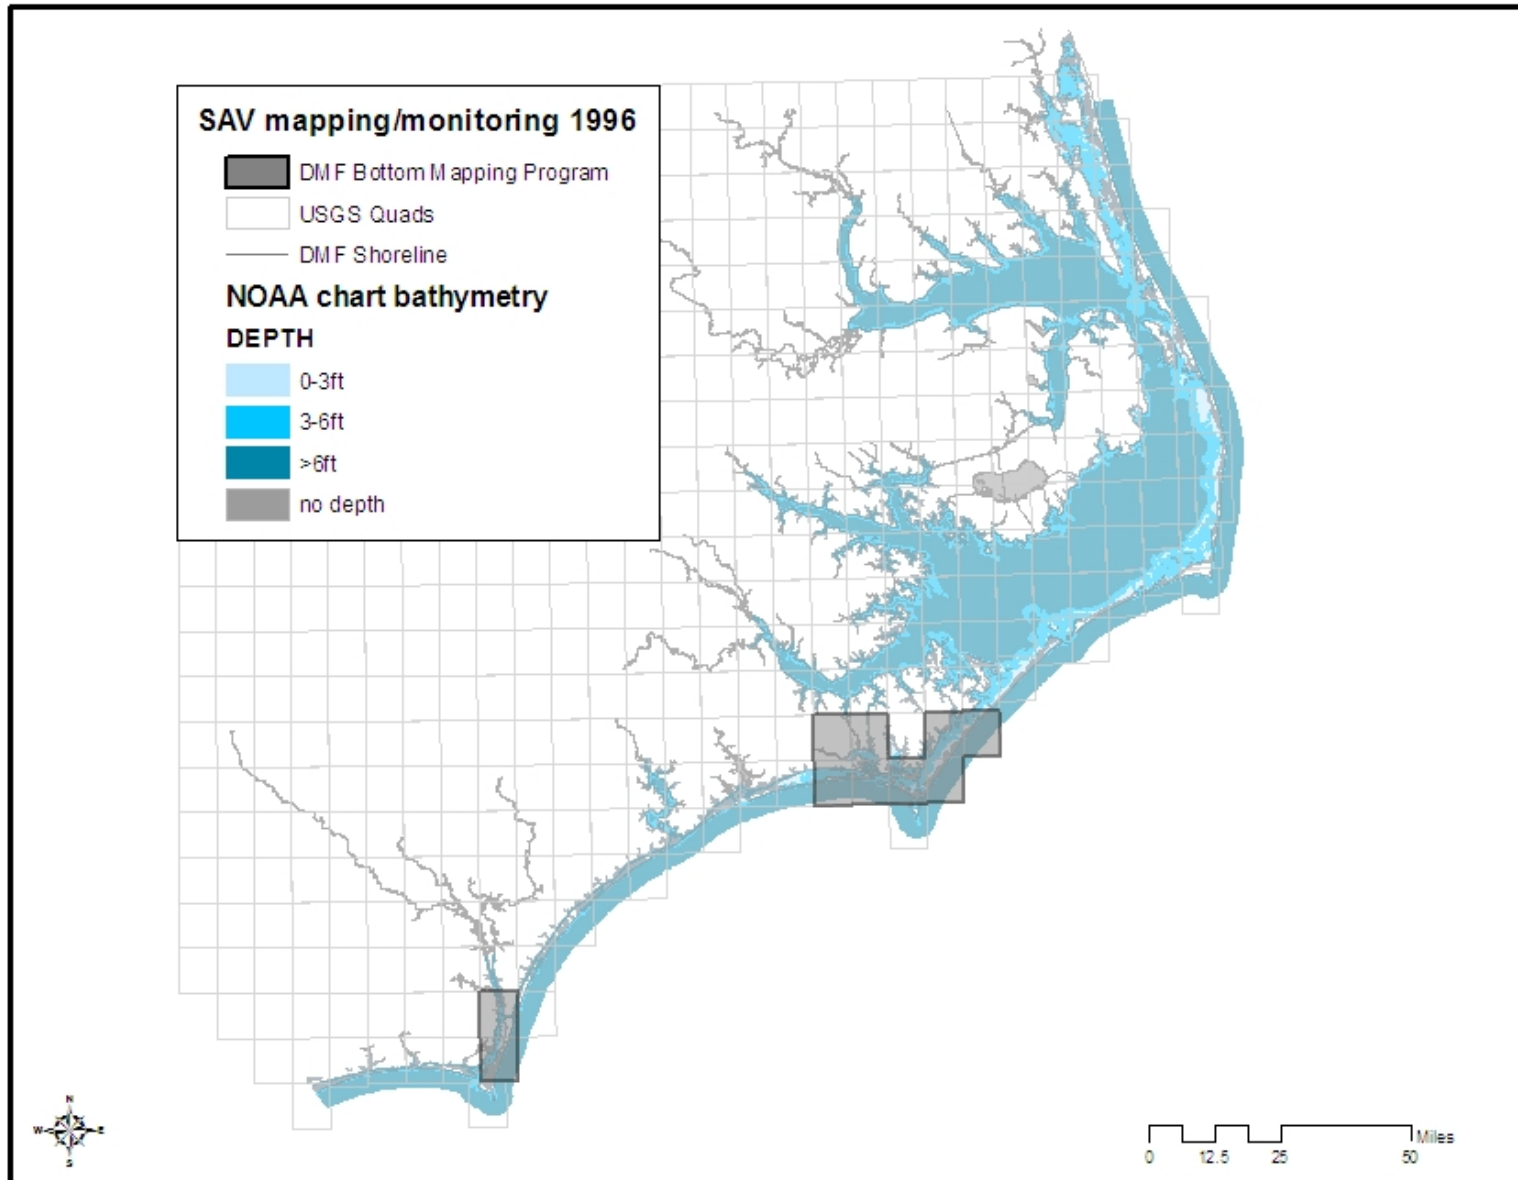 SAV mapping/monitoring 1996
DMF Bottom Mapping Program
USGS Quads
DMF Shoreline
NOAA chart bathymetry
DEPTH
0-3ft
3-6ft
>6ft
no depth
N
W E
S
Miles
0 12.5 25 50